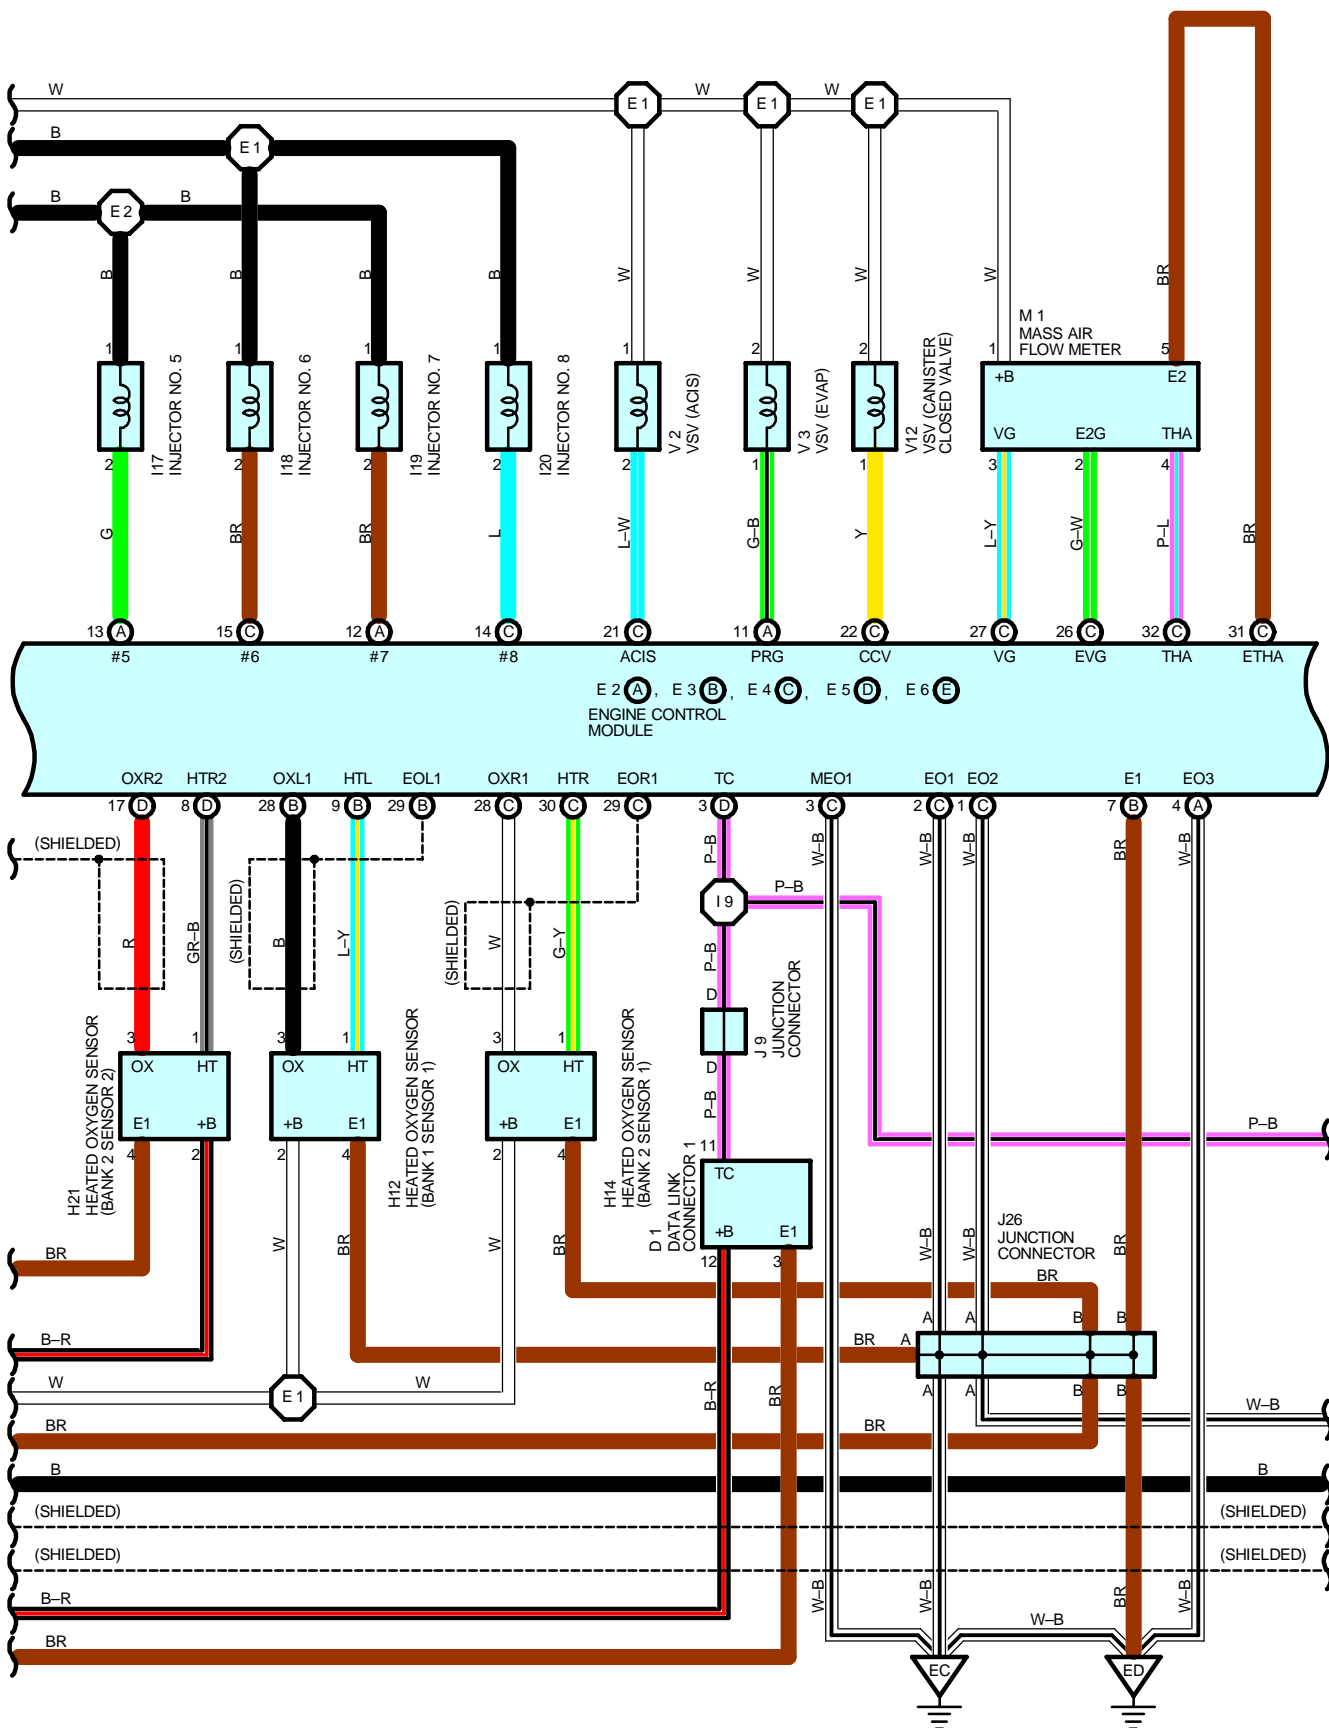 W
W
W
E 1
E 1
E 1
B
E 1
B
B
E 2
B
B
B
B
W
W
W
W
BR
M 1
MASS AIR
FLOW METER
1
1
1
1
1
2
2
1
5
I17
INJECTOR NO. 5
I18
INJECTOR NO. 6
I19
INJECTOR NO. 7
I20
INJECTOR NO. 8
V 2
VSV (ACIS)
V 3
VSV (EVAP)
V12
VSV (CANISTER
CLOSED VALVE)
+B
E2
VG
E2G
THA
2
2
2
2
2
1
1
3
2
4
G
BR
BR
L
L–W
G–B
Y
L–Y
G–W
P–L
BR
13 A
15 C
12 A
14 C
21 C
11 A
22 C
27 C
26 C
32 C
31 C
#5
#6
#7
#8
ACIS
PRG
CCV
VG
EVG
THA
ETHA
E 2 A , E 3 B , E 4 C , E 5 D , E 6 E
ENGINE CONTROL
MODULE
OXR2
HTR2
OXL1
HTL
EOL1
OXR1
HTR
EOR1
TC
MEO1
EO1
EO2
E1
EO3
17 D
8 D
28 B
9 B
29 B
28 C
30 C
29 C
3 D
3 C
2 C
1 C
7 B
4 A
(SHIELDED)
(SHIELDED)
(SHIELDED)
R
GR–B
B
L–Y
W
G–Y
P–B
W–B
W–B
W–B
BR
W–B
I 9
P–B
P–B
D
J 9
JUNCTION
CONNECTOR
D
P–B
3
1
3
1
3
1
OX
HT
OX
HT
OX
HT
E1
+B
+B
E1
+B
E1
4
2
2
4
2
4
H21
HEATED OXYGEN SENSOR
(BANK 2 SENSOR 2)
H12
HEATED OXYGEN SENSOR
(BANK 1 SENSOR 1)
H14
HEATED OXYGEN SENSOR
(BANK 2 SENSOR 1)
D 1
DATA LINK
CONNECTOR 1
11
TC
+B
E1
12
3
P–B
W
BR
W
BR
W–B
W–B
BR
J26
JUNCTION
CONNECTOR
BR
BR
A
A
B
B
B–R
BR
A
W
W
E 1
A
A
B
B
B–R
BR
W–B
BR
BR
B
B
(SHIELDED)
(SHIELDED)
(SHIELDED)
(SHIELDED)
B–R
W–B
W–B
BR
W–B
W–B
BR
EC
ED